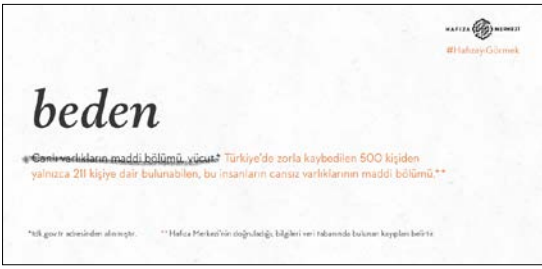 HAFIZA MERKEZİ
#HafızayıGörmek
beden
Canlı varlıkların maddi bölümü, vücut.* Türkiye'de zorla kaybedilen 500 kişiden
yalnızca 211 kişiye dair bulunabilen, bu insanların cansız varlıklarının maddi bölümü.**
*tdk.gov.tr adresinden alınmıştır. **Hafıza Merkezi'nin doğruladığı, bilgileri veri tabanında bulunan kayıpları belirtir.